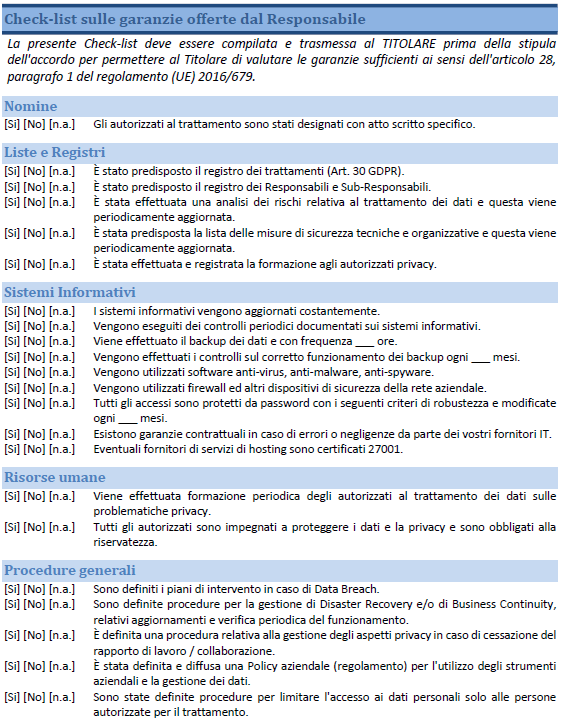 Check-list sulle garanzie offerte dal Responsabile
La presente Check-list deve essere compilata e trasmessa al TITOLARE prima della stipula
dell'accordo per permettere al Titolare di valutare le garanzie sufficienti ai sensi dell'articolo 28,
paragrafo 1 del regolamento (UE) 2016/679.
Nomine
[Si] [No] [n.a.] Gli autorizzati al trattamento sono stati designati con atto scritto specifico.
Liste e Registri
[Si] [No] [n.a.] È stato predisposto il registro dei trattamenti (Art. 30 GDPR).
[Si] [No] [n.a.] È stato predisposto il registro dei Responsabili e Sub-Responsabili.
[Si] [No] [n.a.] È stata effettuata una analisi dei rischi relativa al trattamento dei dati e questa viene
periodicamente aggiornata.
[Si] [No] [n.a.] È stata predisposta la lista delle misure di sicurezza tecniche e organizzative e questa viene
periodicamente aggiornata.
[Si] [No] [n.a.] È stata effettuata e registrata la formazione agli autorizzati privacy.
Sistemi Informativi
[Si] [No] [n.a.] I sistemi informativi vengono aggiornati costantemente.
[Si] [No] [n.a.] Vengono eseguiti dei controlli periodici documentati sui sistemi informativi.
[Si] [No] [n.a.] Viene effettuato il backup dei dati e con frequenza ___ ore.
[Si] [No] [n.a.] Vengono effettuati i controlli sul corretto funzionamento dei backup ogni ___ mesi.
[Si] [No] [n.a.] Vengono utilizzati software anti-virus, anti-malware, anti-spyware.
[Si] [No] [n.a.] Vengono utilizzati firewall ed altri dispositivi di sicurezza della rete aziendale.
[Si] [No] [n.a.] Tutti gli accessi sono protetti da password con i seguenti criteri di robustezza e modificate
ogni ___ mesi.
[Si] [No] [n.a.] Esistono garanzie contrattuali in caso di errori o negligenze da parte dei vostri fornitori IT.
[Si] [No] [n.a.] Eventuali fornitori di servizi di hosting sono certificati 27001.
Risorse umane
[Si] [No] [n.a.] Viene effettuata formazione periodica degli autorizzati al trattamento dei dati sulle
problematiche privacy.
[Si] [No] [n.a.] Tutti gli autorizzati sono impegnati a proteggere i dati e la privacy e sono obbligati alla
riservatezza.
Procedure generali
[Si] [No] [n.a.] Sono definiti i piani di intervento in caso di Data Breach.
[Si] [No] [n.a.] Sono definite procedure per la gestione di Disaster Recovery e/o di Business Continuity,
relativi aggiornamenti e verifica periodica del funzionamento.
[Si] [No] [n.a.] È definita una procedura relativa alla gestione degli aspetti privacy in caso di cessazione del
rapporto di lavoro / collaborazione.
[Si] [No] [n.a.] È stata definita e diffusa una Policy aziendale (regolamento) per l'utilizzo degli strumenti
aziendali e la gestione dei dati.
[Si] [No] [n.a.] Sono state definite procedure per limitare l'accesso ai dati personali solo alle persone
autorizzate per il trattamento.